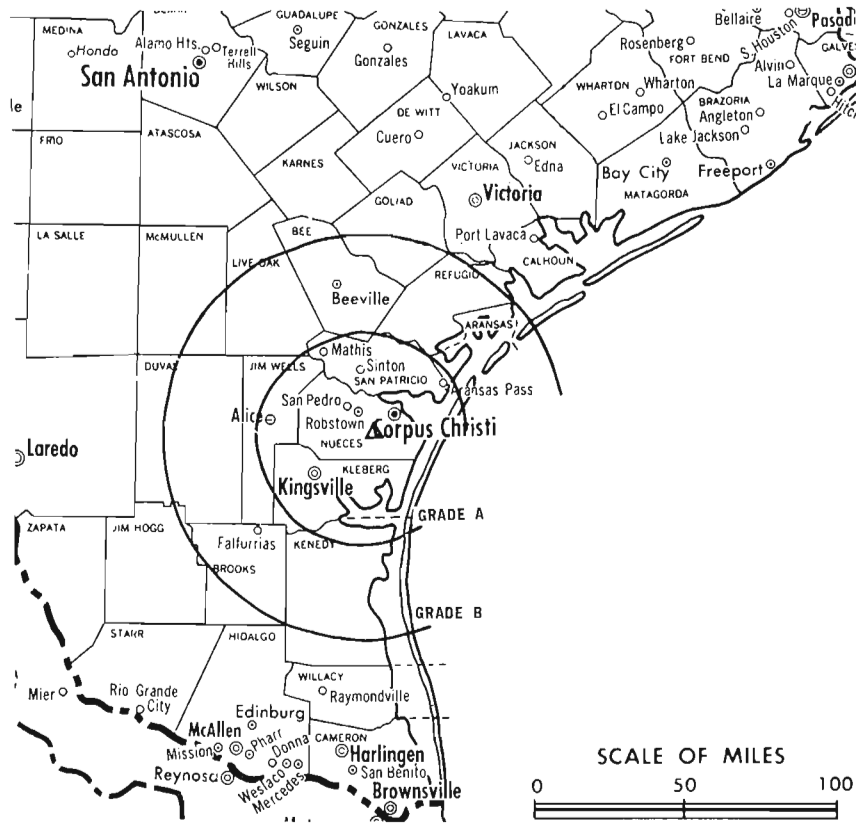 GUADALUPE
Seguin
GONZALES
Gonzales
LAVACA
Bellaire
Pasad
S. Houston
MEDINA
Hondo
Alamo Hts.
Terrell Hills
San Antonio
WILSON
Rosenberg
FORT BEND
GALVES
Alvin
La Marque
Hitch
WHARTON
Wharton
El Campo
BRAZORIA
Angleton
Lake Jackson
Yoakum
DE WITT
Cuero
le
FRIO
ATASCOSA
KARNES
VICTORIA
JACKSON
Edna
Bay City
Freeport
MATAGORDA
Victoria
GOLIAD
LA SALLE
McMULLEN
BEE
LIVE OAK
Port Lavaca
CALHOUN
REFUGIO
Beeville
ARANSAS
DUVAL
JIM WELLS
Mathis
Sinton
SAN PATRICIO
Aransas Pass
San Pedro
Alice
Robstown
Corpus Christi
NUECES
Laredo
KLEBERG
Kingsville
GRADE A
ZAPATA
JIM HOGG
Falfurrias
KENEDY
BROOKS
GRADE B
STARR
HIDALGO
WILLACY
Raymondville
Mier
Rio Grande
City
Edinburg
McAllen
Mission
Pharr
Donna
CAMERON
Harlingen
San Benito
Reynosa
Weslaco
Mercedes
Brownsville
SCALE OF MILES
0 50 100